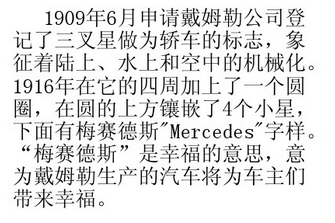 1909年6月申请戴姆勒公司登
记了三叉星做为轿车的标志，象
征着陆上、水上和空中的机械化。
1916年在它的四周加上了一个圆
圈，在圆的上方镶嵌了4个小星，
下面有梅赛德斯"Mercedes"字样。
“梅赛德斯”是幸福的意思，意
为戴姆勒生产的汽车将为车主们
带来幸福。